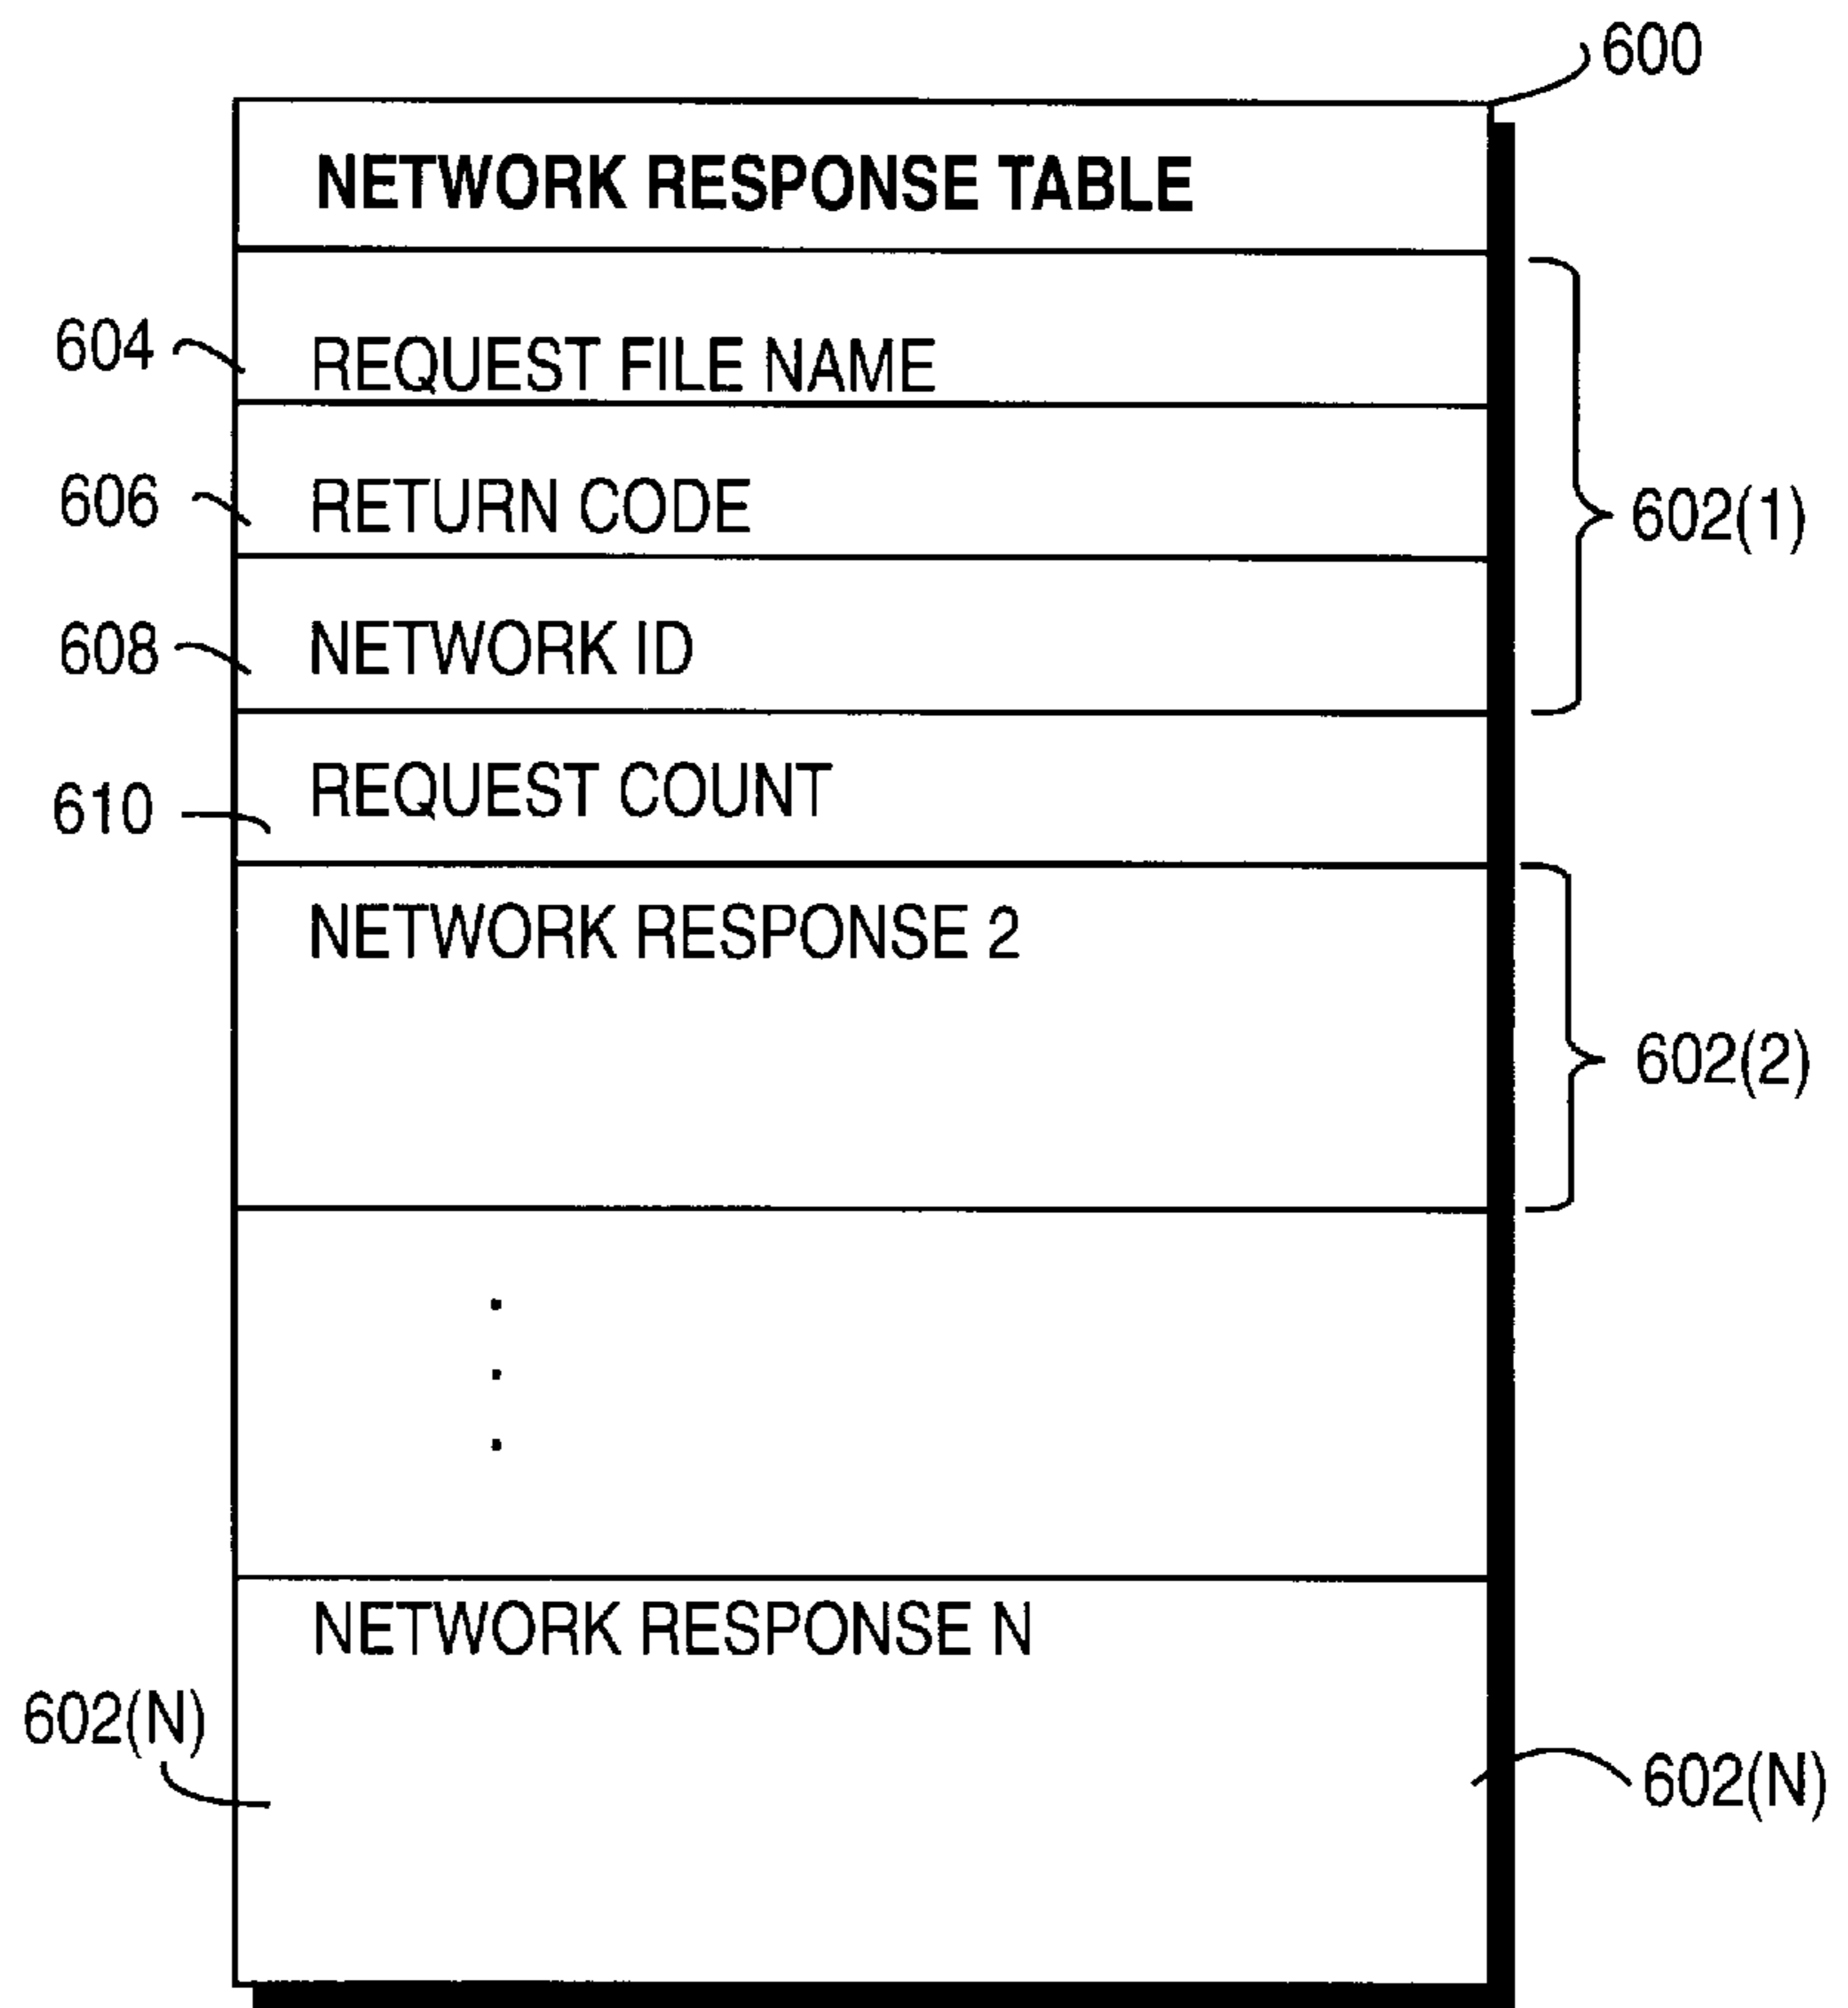 600
NETWORK RESPONSE TABLE
604
REQUEST FILE NAME
606
RETURN CODE
602(1)
608
NETWORK ID
610
REQUEST COUNT
NETWORK RESPONSE 2
602(2)
.
.
.
NETWORK RESPONSE N
602(N)
602(N)